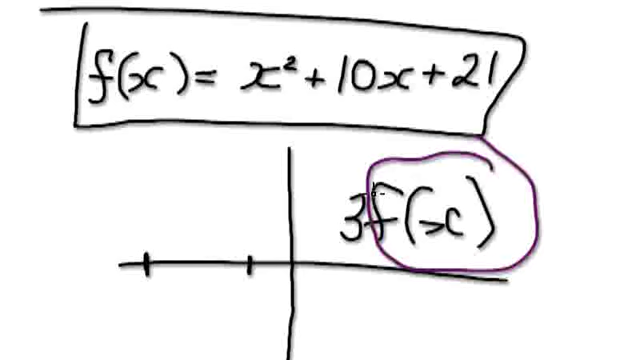 f(x) = x² + 10x + 21
3f(x)